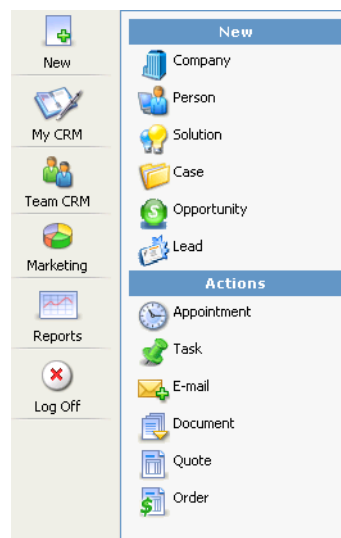 New
My CRM
Team CRM
Marketing
Reports
Log Off
New
Company
Person
Solution
Case
Opportunity
Lead
Actions
Appointment
Task
E-mail
Document
Quote
Order